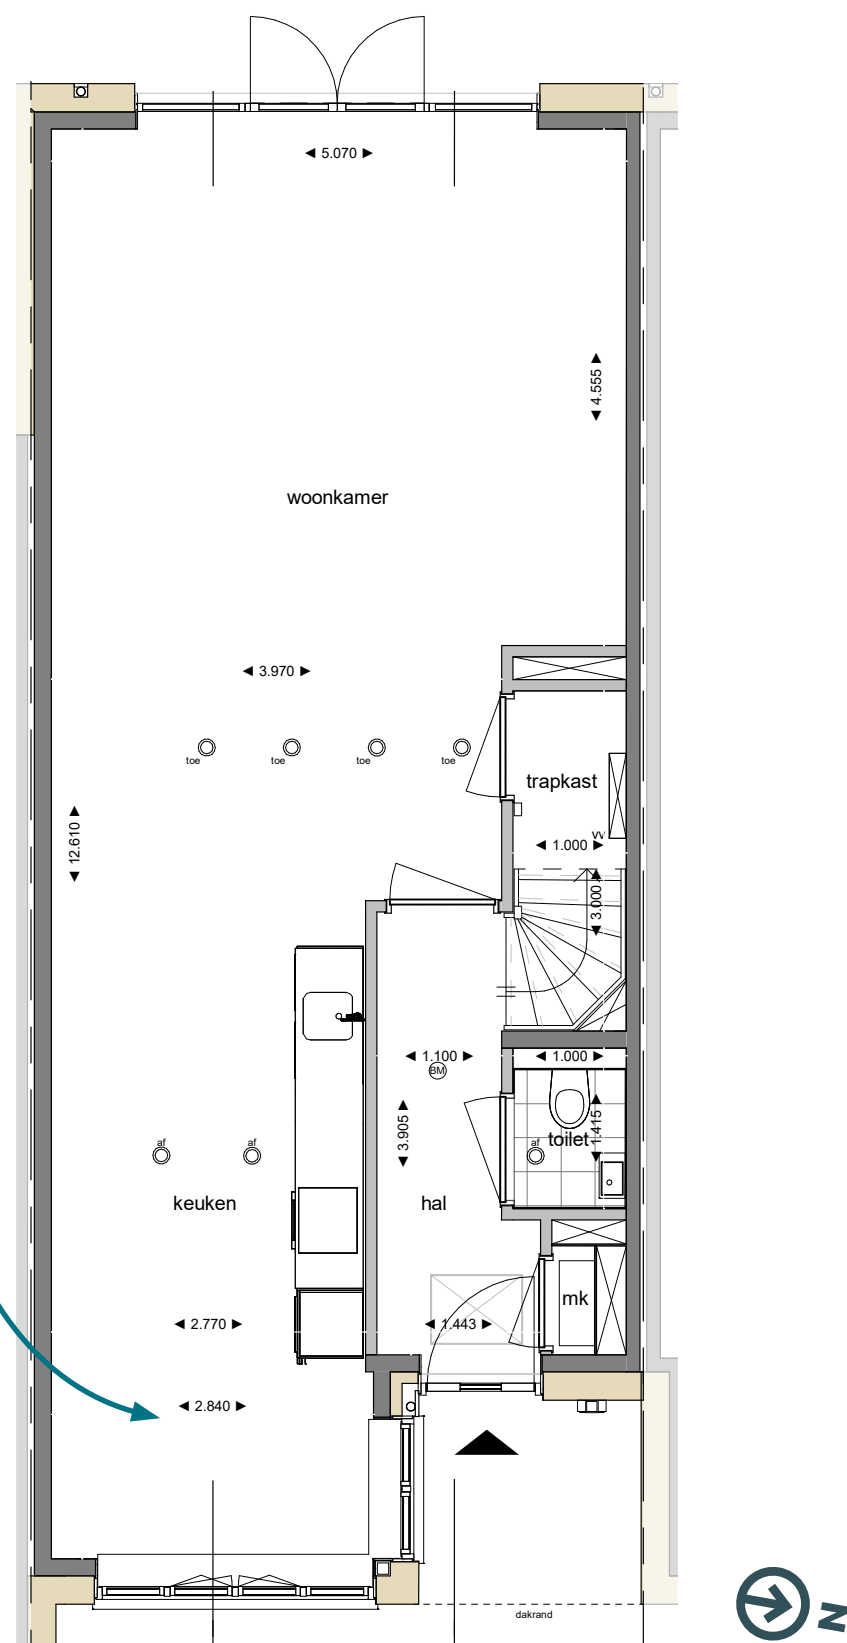 5.070
4.555
woonkamer
3.970
toe
toe
toe
toe
trapkast
12.610
VV
1.000
3.000
1.100
1.000
BM
3.905
1.415
af
af
af
toilet
keuken
hal
mk
2.770
1.443
2.840
dakrand
N